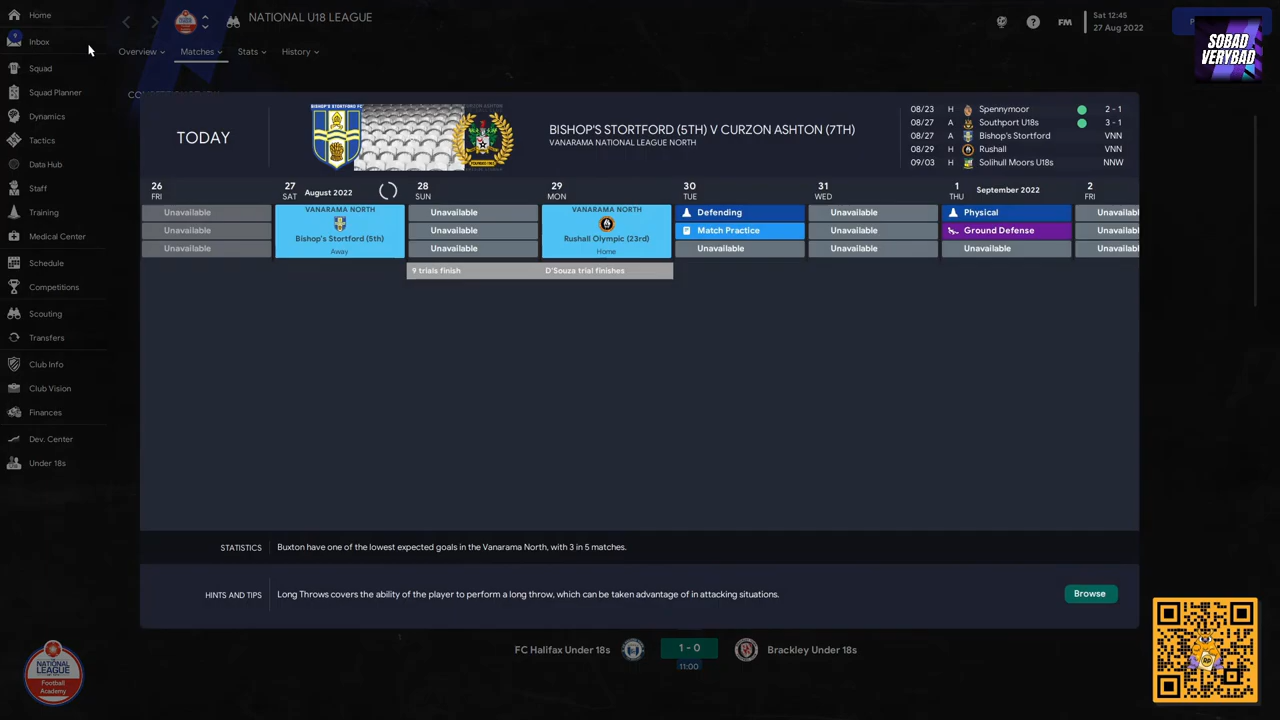 Home
NATIONAL U18 LEAGUE
FM
Sat 12:45
27 Aug 2022
SOBAD
VERYBAD
9
Inbox
Overview
Matches
Stats
History
Squad
Squad Planner
Dynamics
Tactics
Data Hub
Staff
Training
Medical Center
Schedule
Competitions
Scouting
Transfers
Club Info
Club Vision
Finances
Dev. Center
Under 18s
TODAY
BISHOP'S STORTFORD FC
BISHOP'S STORTFORD (5TH) V CURZON ASHTON (7TH)
VANARAMA NATIONAL LEAGUE NORTH
08/23 H Spennymoor 2 - 1
08/27 A Southport U18s 3 - 1
08/27 A Bishop's Stortford VNN
08/29 H Rushall VNN
09/03 H Solihull Moors U18s NNW
26 FRI
27 SAT August 2022
28 SUN
29 MON
30 TUE
31 WED
1 THU September 2022
2 FRI
Unavailable
Unavailable
Unavailable
VANARAMA NORTH
Bishop's Stortford (5th)
Away
Unavailable
Unavailable
Unavailable
VANARAMA NORTH
Rushall Olympic (23rd)
Home
Defending
Match Practice
Unavailable
Unavailable
Unavailable
Unavailable
Physical
Ground Defense
Unavailable
9 trials finish
D'Souza trial finishes
STATISTICS
Buxton have one of the lowest expected goals in the Vanarama North, with 3 in 5 matches.
HINTS AND TIPS
Long Throws covers the ability of the player to perform a long throw, which can be taken advantage of in attacking situations.
Browse
FC Halifax Under 18s 1 - 0 Brackley Under 18s
11:00
THE
NATIONAL
LEAGUE
Football
Academy